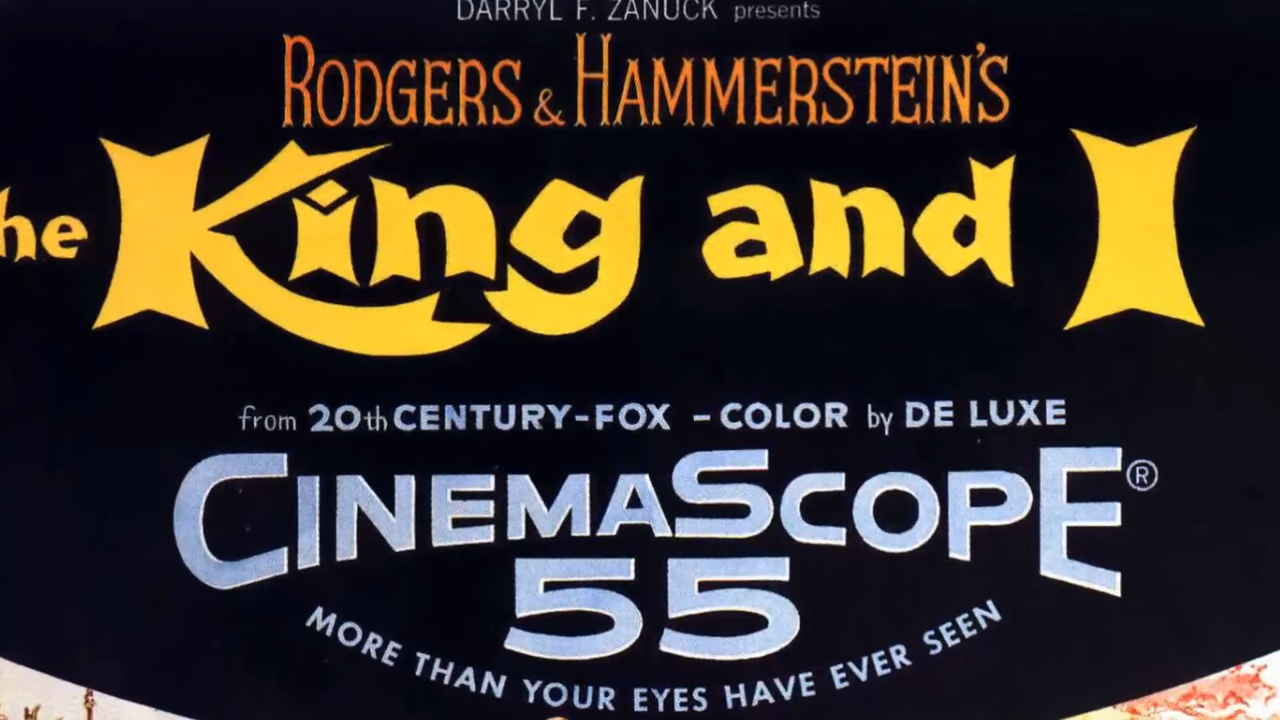 DARRYL F. ZANUCK presents
RODGERS & HAMMERSTEIN'S
he King and I
from 20th CENTURY-FOX - COLOR by DE LUXE
CINEMASCOPE®
55
MORE THAN YOUR EYES HAVE EVER SEEN